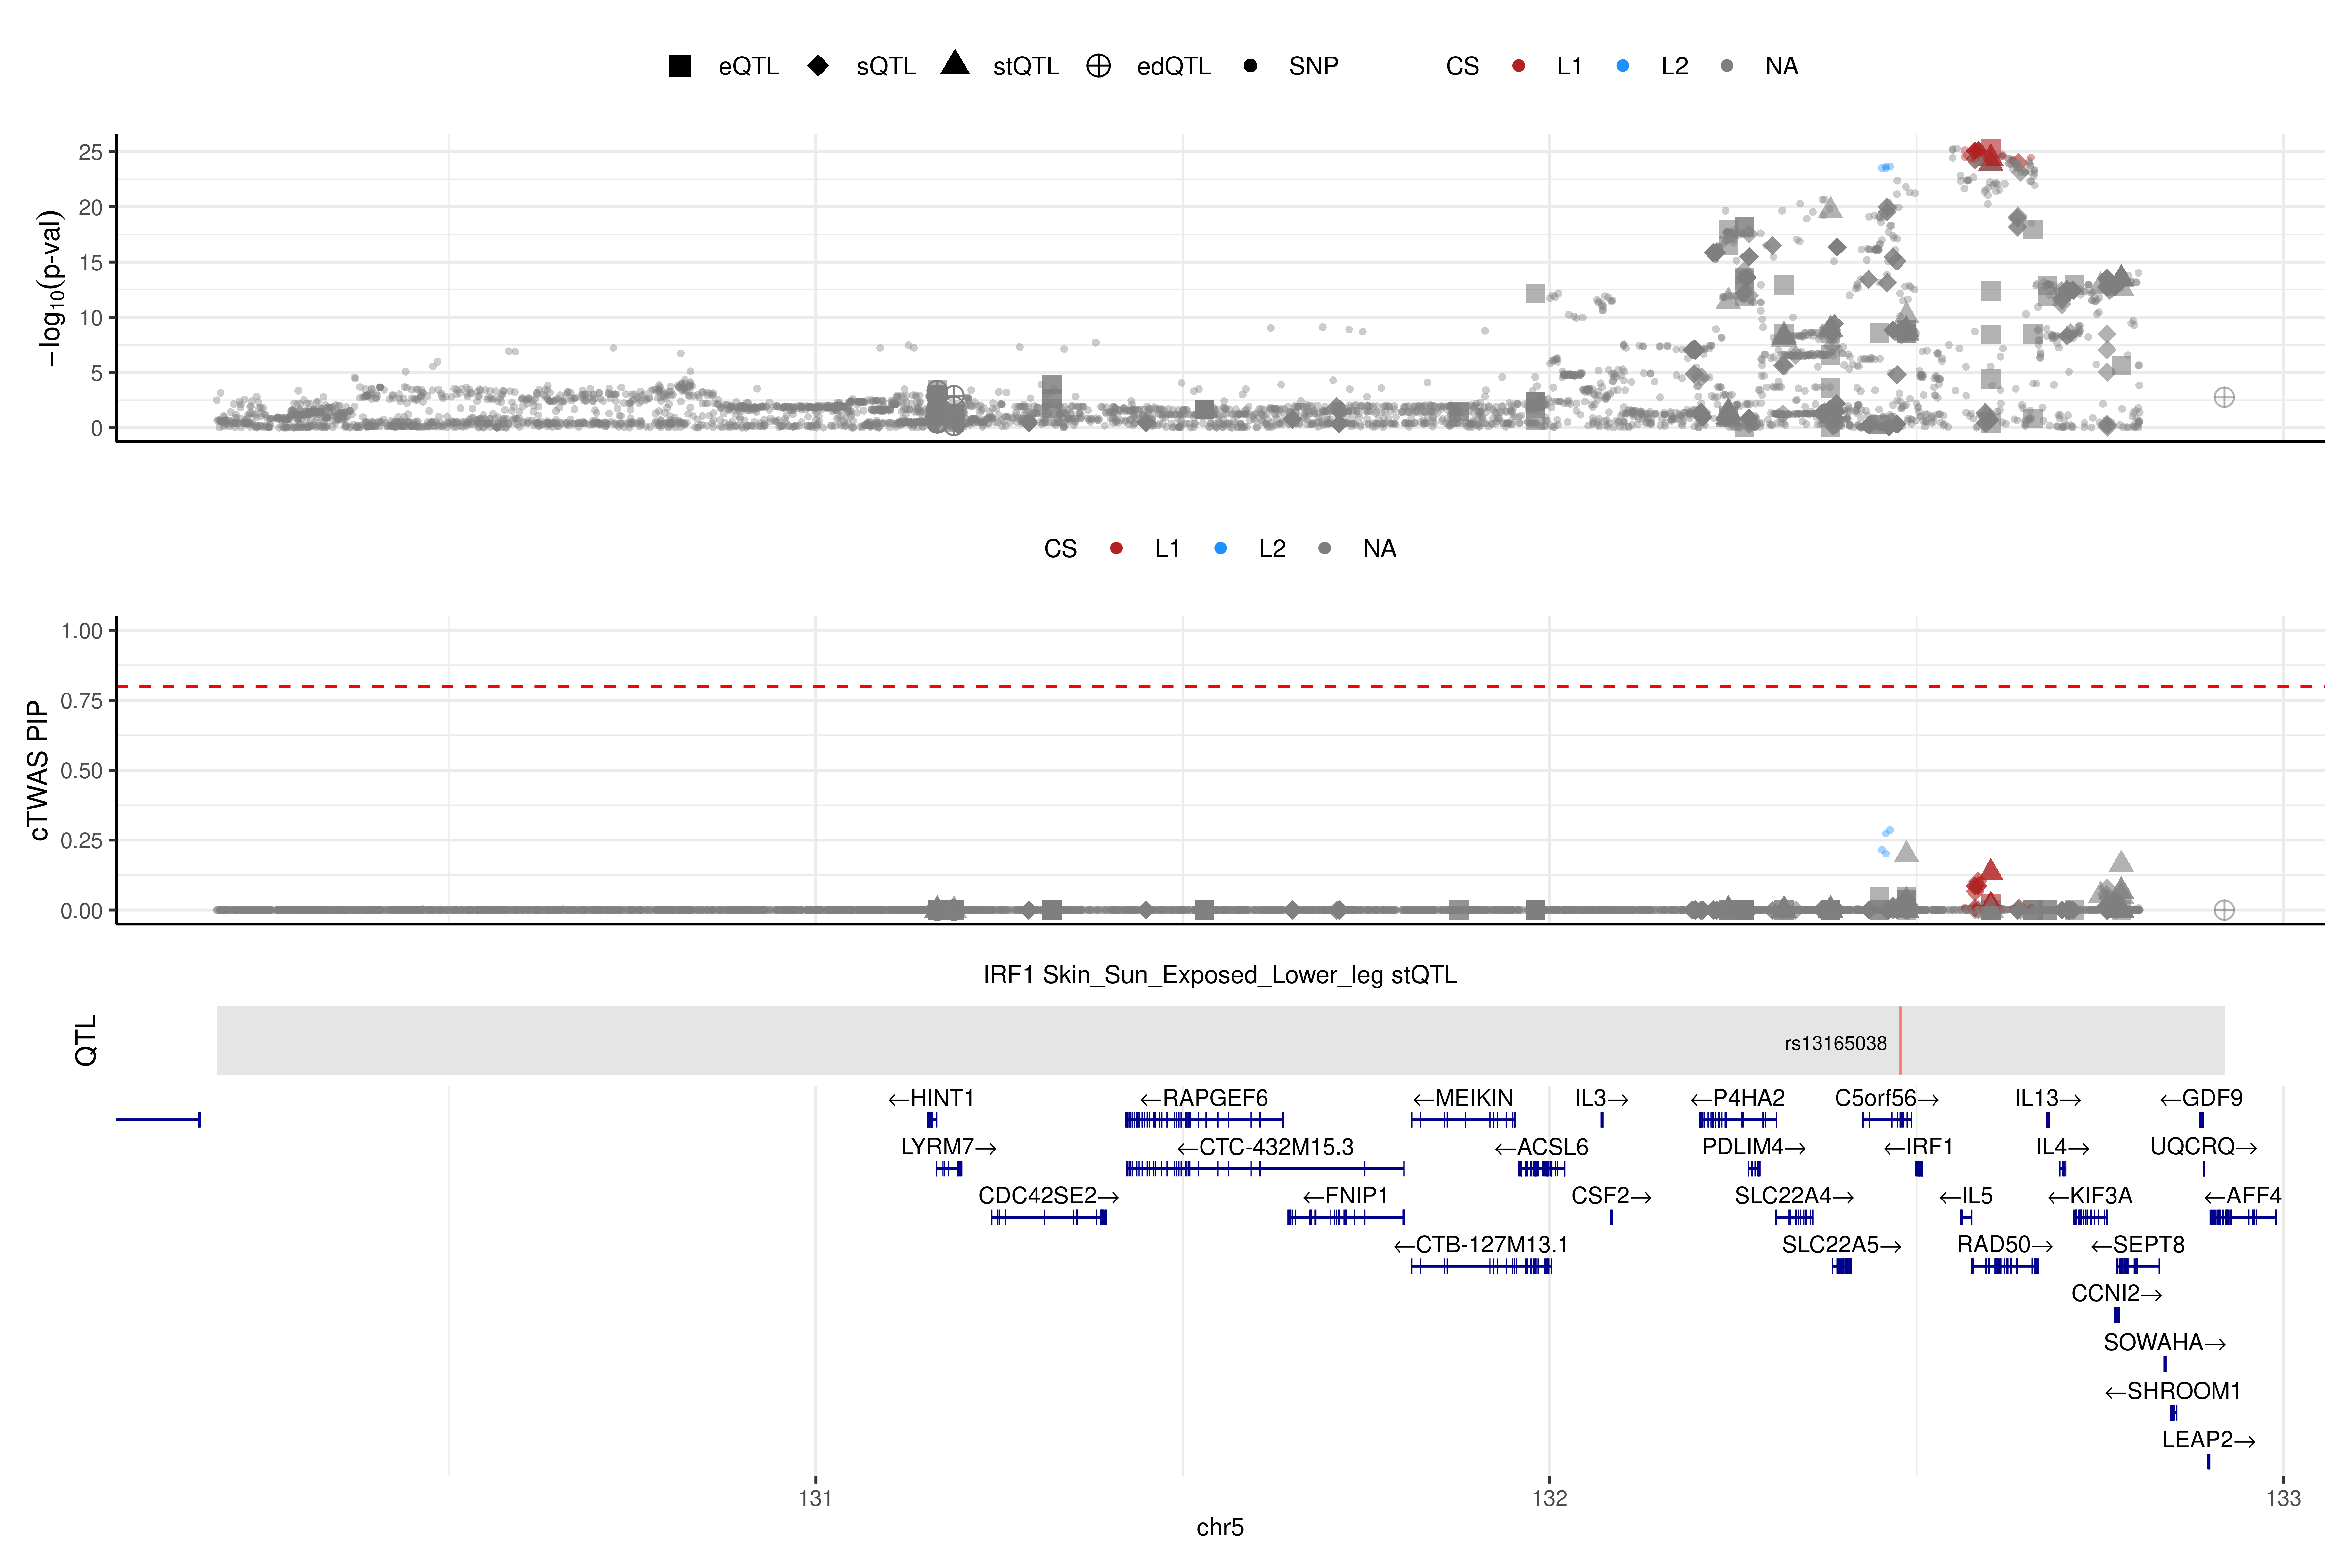 eQTL sQTL stQTL edQTL SNP CS L1 L2 NA
−log10(p-val)
25
20
15
10
5
0
CS L1 L2 NA
cTWAS PIP
1.00
0.75
0.50
0.25
0.00
IRF1 Skin_Sun_Exposed_Lower_leg stQTL
QTL
rs13165038
←HINT1 ←RAPGEF6 ←MEIKIN IL3→ ←P4HA2 C5orf56→ IL13→ ←GDF9
LYRM7→ ←CTC-432M15.3 ←ACSL6 PDLIM4→ ←IRF1 IL4→ UQCRQ→
CDC42SE2→ ←FNIP1 CSF2→ SLC22A4→ ←IL5 ←KIF3A ←AFF4
←CTB-127M13.1 SLC22A5→ RAD50→ ←SEPT8
CCNI2→
SOWAHA→
←SHROOM1
LEAP2→
131 132 133
chr5